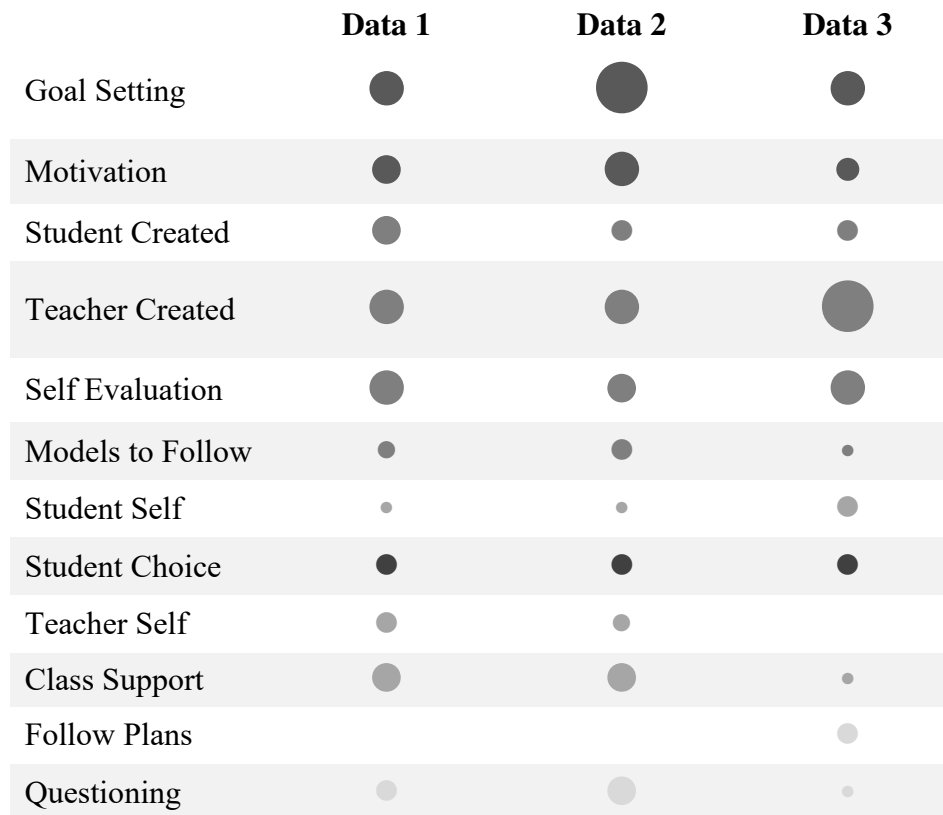 Data 1 Data 2 Data 3
Goal Setting
Motivation
Student Created
Teacher Created
Self Evaluation
Models to Follow
Student Self
Student Choice
Teacher Self
Class Support
Follow Plans
Questioning